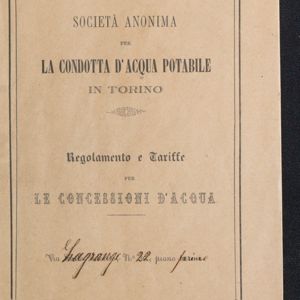 SOCIETÀ ANONIMA
PER
LA CONDOTTA D'ACQUA POTABILE
IN TORINO
Regolamento e Tariffe
PER
LE CONCESSIONI D'ACQUA
Via Lagrange N.° 22, piano